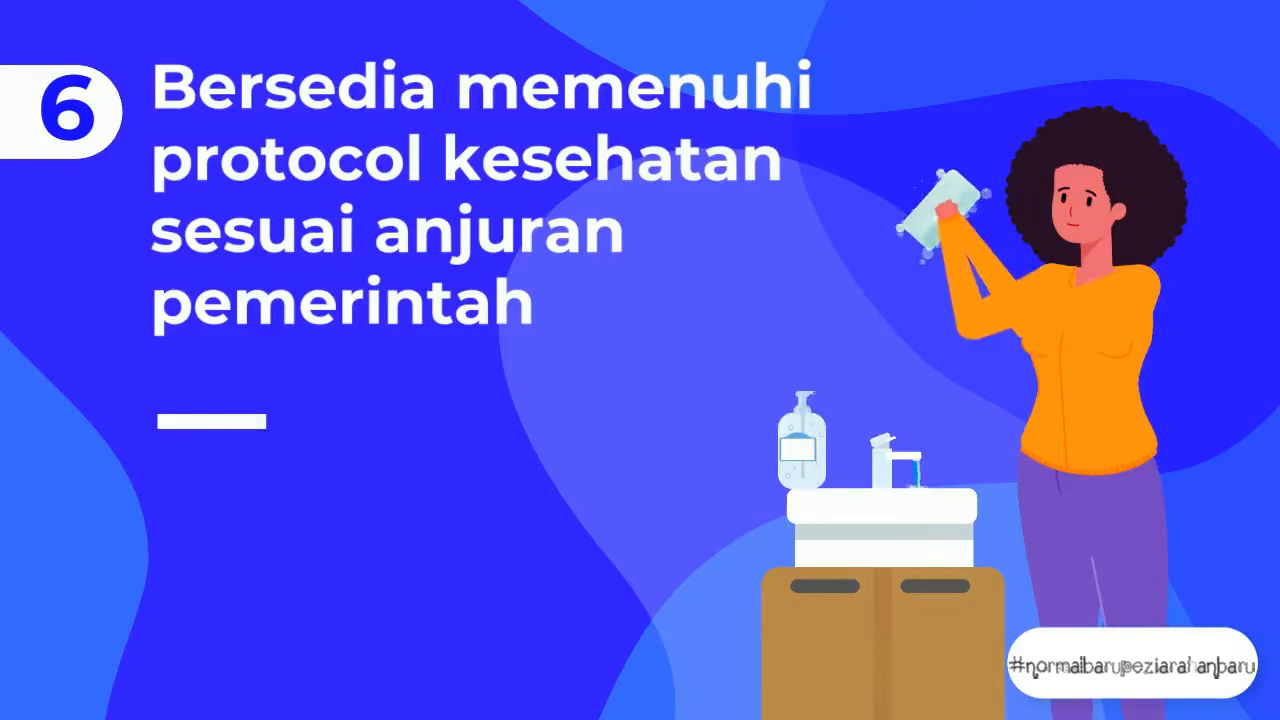 6
Bersedia memenuhi
protocol kesehatan
sesuai anjuran
pemerintah
#normalbarupeziarahanbaru